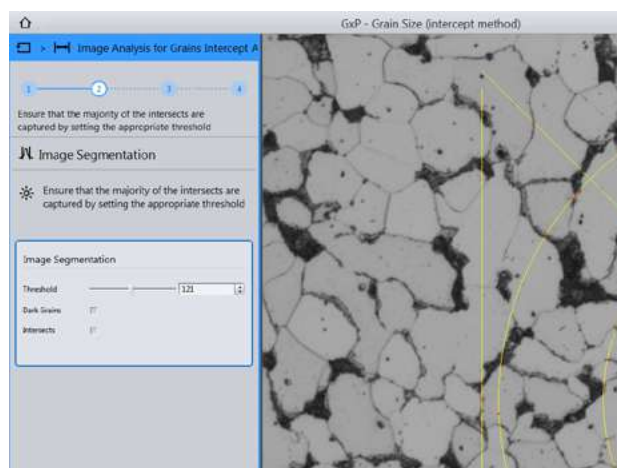 GxP - Grain Size (intercept method)
> Image Analysis for Grains Intercept A
1 2 3 4
Ensure that the majority of the intersects are
captured by setting the appropriate threshold
Image Segmentation
Ensure that the majority of the intersects are
captured by setting the appropriate threshold
Image Segmentation
Threshold 121
Dark Grains
Intersects